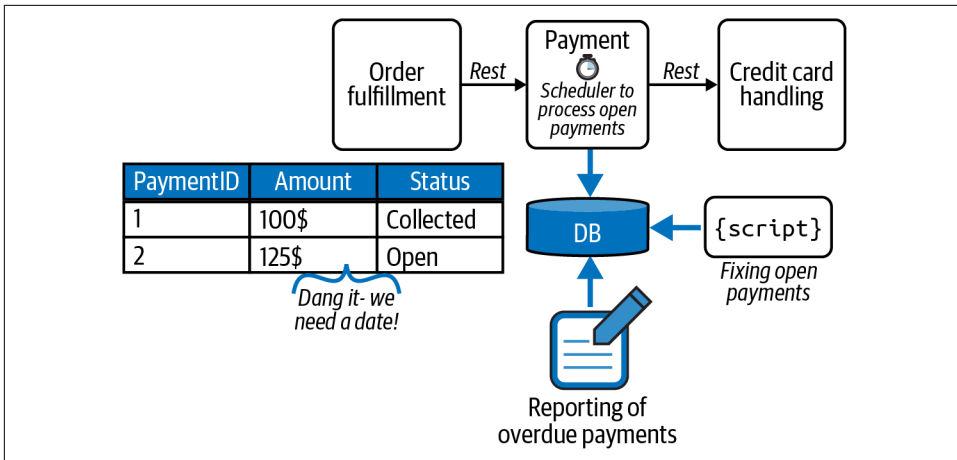 Order
fulfillment
Rest
Payment
Scheduler to
process open
payments
Rest
Credit card
handling
PaymentID Amount Status
1 100$ Collected
2 125$ Open
Dang it- we
need a date!
DB
{script}
Fixing open
payments
Reporting of
overdue payments